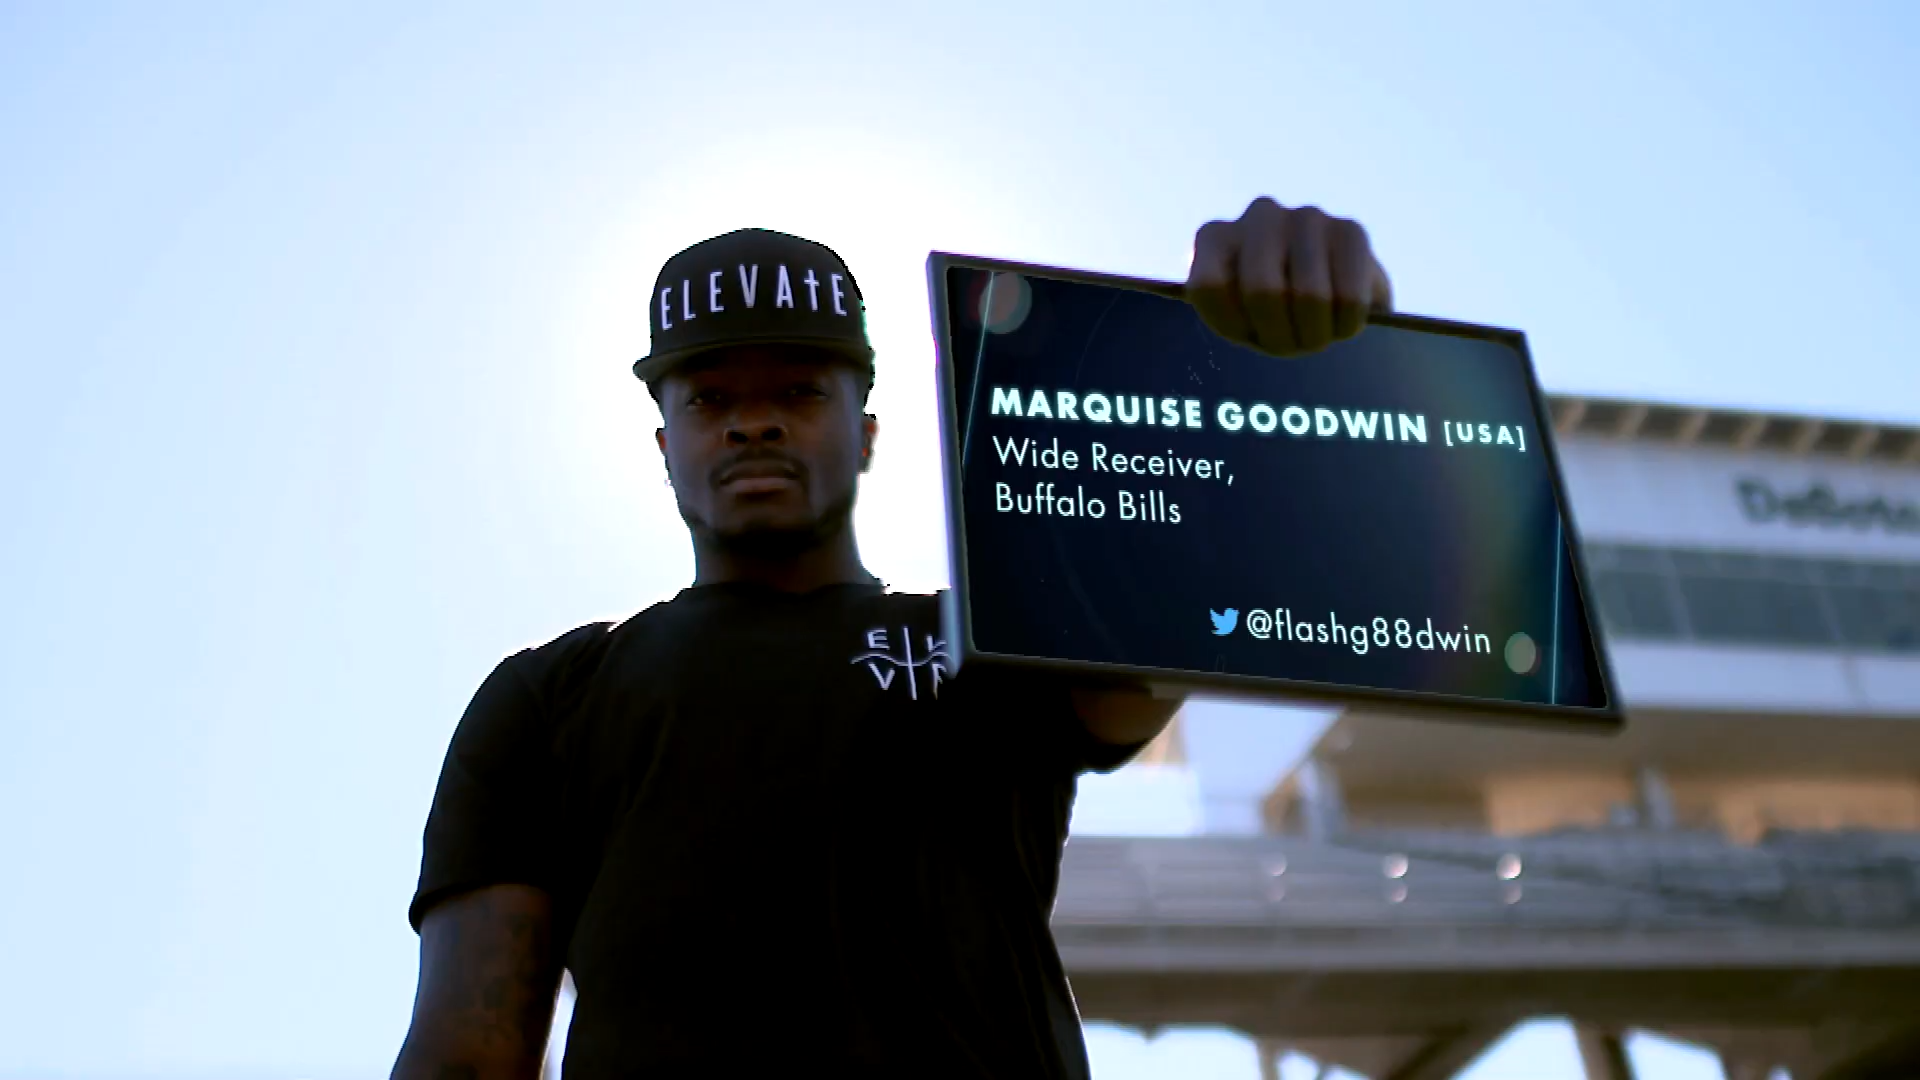 ELEVATE
MARQUISE GOODWIN [USA]
Wide Receiver,
Buffalo Bills
@flashg88dwin
E
V